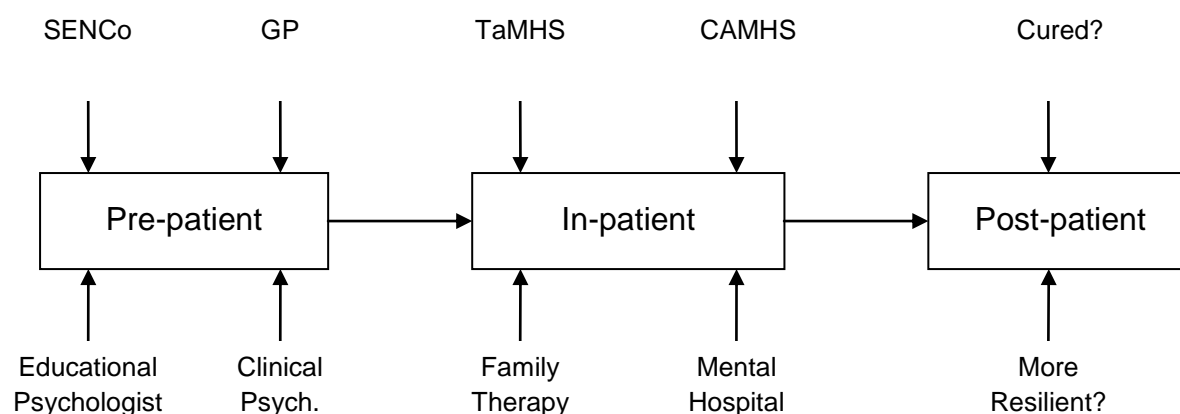 SENCo GP TaMHS CAMHS Cured?
Pre-patient In-patient Post-patient
Educational Clinical Family Mental More
Psychologist Psych. Therapy Hospital Resilient?